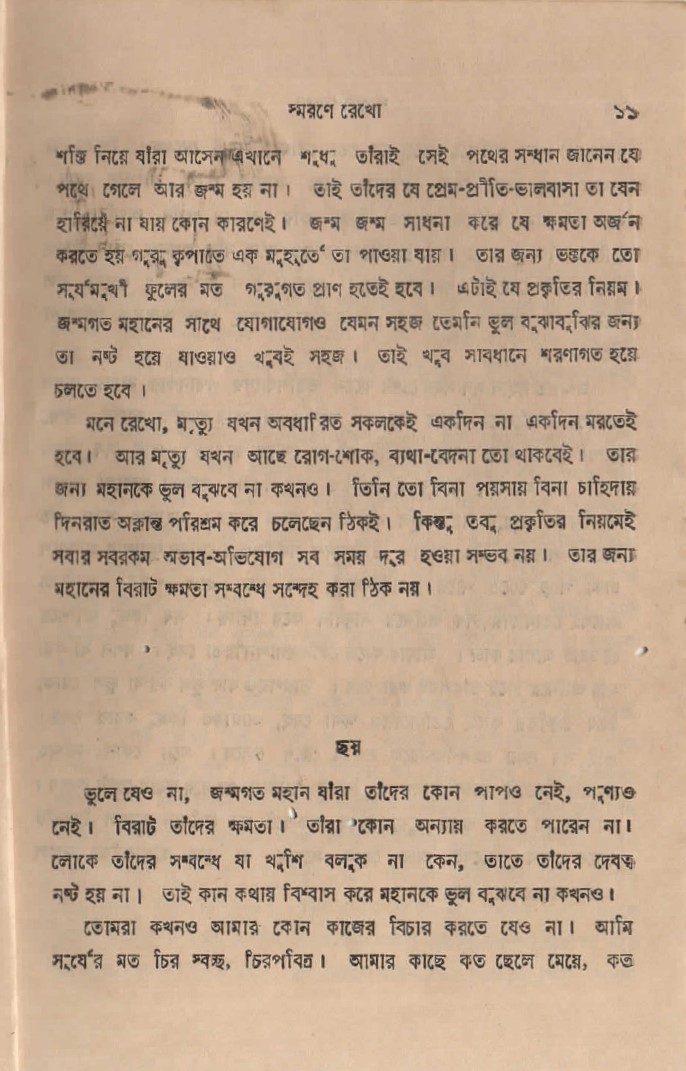 স্মরণে রেখো ১১
শক্তি নিয়ে যাঁরা আসেন এখানে শুধু তাঁরাই সেই পথের সন্ধান জানেন যে
পথে গেলে আর জন্ম হয় না। তাই তাঁদের যে প্রেম-প্রীতি-ভালবাসা তা যেন
হারিয়ে না যায় কোন কারণেই। জন্ম জন্ম সাধনা করে যে ক্ষমতা অর্জন
করতে হয় গুরু কৃপাতে এক মুহূর্তে তা পাওয়া যায়। তার জন্য ভক্তকে তো
সূর্যমুখী ফুলের মত গুরুগত প্রাণ হতেই হবে। এটাই যে প্রকৃতির নিয়ম।
জন্মগত মহানের সাথে যোগাযোগও যেমন সহজ তেমনি ভুল বুঝাবুঝির জন্য
তা নষ্ট হয়ে যাওয়াও খুবই সহজ। তাই খুব সাবধানে শরণাগত হয়ে
চলতে হবে।
মনে রেখো, মৃত্যু যখন অবধারিত সকলকেই একদিন না একদিন মরতেই
হবে। আর মৃত্যু যখন আছে রোগ-শোক, ব্যথা-বেদনা তো থাকবেই। তার
জন্য মহানকে ভুল বুঝবে না কখনও। তিনি তো বিনা পয়সায় বিনা চাহিদায়
দিনরাত অক্লান্ত পরিশ্রম করে চলেছেন ঠিকই। কিন্তু তবু প্রকৃতির নিয়মেই
সবার সবরকম অভাব-অভিযোগ সব সময় দূর হওয়া সম্ভব নয়। তার জন্য
মহানের বিরাট ক্ষমতা সম্বন্ধে সন্দেহ করা ঠিক নয়।
ছয়
ভুলে যেও না, জন্মগত মহান যাঁরা তাঁদের কোন পাপও নেই, পুণ্যও
নেই। বিরাট তাঁদের ক্ষমতা। তাঁরা কোন অন্যায় করতে পারেন না।
লোকে তাঁদের সম্বন্ধে যা খুশি বলুক না কেন, তাতে তাঁদের দেবত্ব
নষ্ট হয় না। তাই কান কথায় বিশ্বাস করে মহানকে ভুল বুঝবে না কখনও।
তোমরা কখনও আমার কোন কাজের বিচার করতে যেও না। আমি
সূর্যের মত চির স্বচ্ছ, চিরপবিত্র। আমার কাছে কত ছেলে মেয়ে, কত